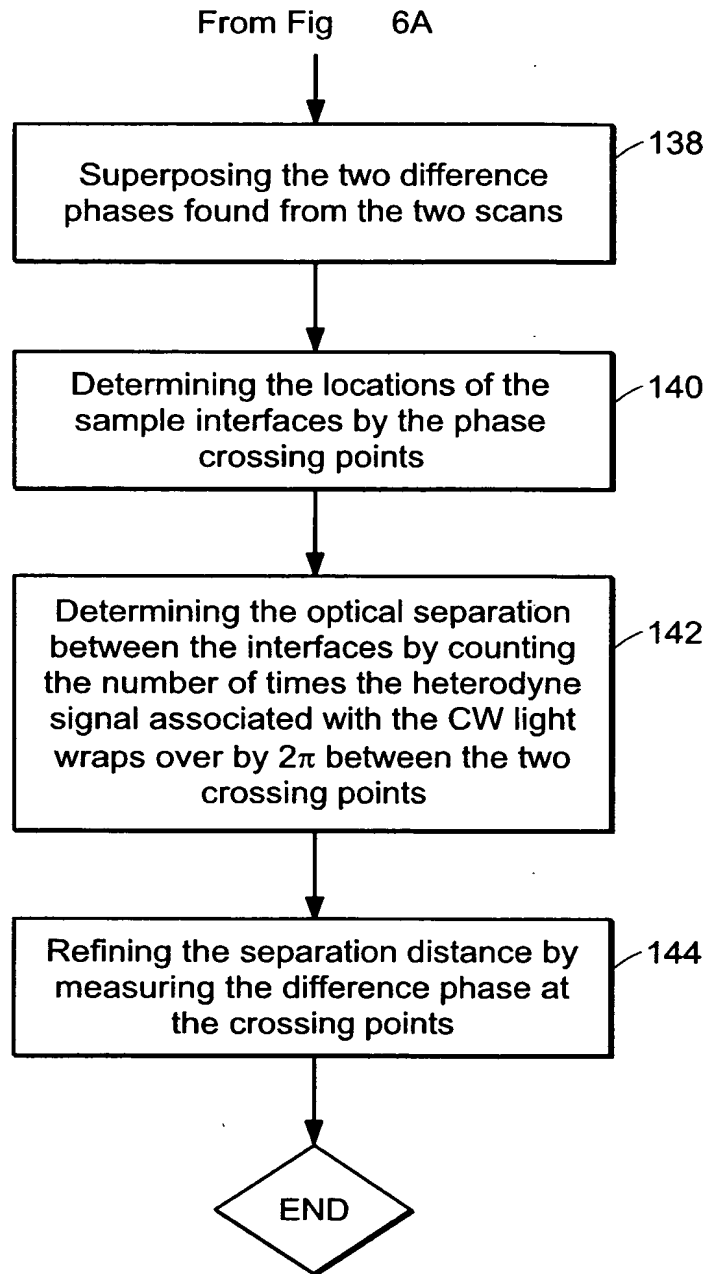 From Fig 6A
138
Superposing the two difference
phases found from the two scans
140
Determining the locations of the
sample interfaces by the phase
crossing points
142
Determining the optical separation
between the interfaces by counting
the number of times the heterodyne
signal associated with the CW light
wraps over by 2π between the two
crossing points
144
Refining the separation distance by
measuring the difference phase at
the crossing points
END